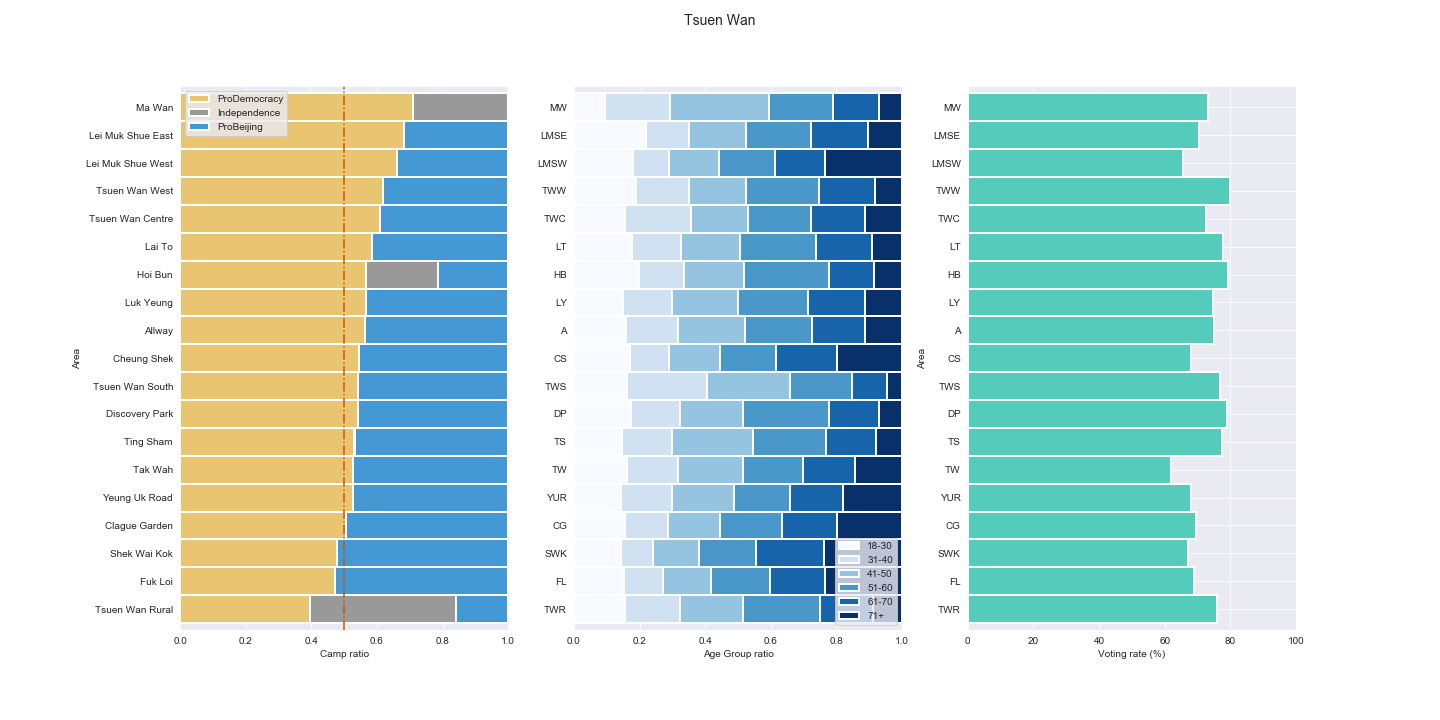 Tsuen Wan
ProDemocracy
Independence
ProBeijing
Area
Ma Wan
Lei Muk Shue East
Lei Muk Shue West
Tsuen Wan West
Tsuen Wan Centre
Lai To
Hoi Bun
Luk Yeung
Allway
Cheung Shek
Tsuen Wan South
Discovery Park
Ting Sham
Tak Wah
Yeung Uk Road
Clague Garden
Shek Wai Kok
Fuk Loi
Tsuen Wan Rural
0.0 0.2 0.4 0.6 0.8 1.0
Camp ratio
MW
LMSE
LMSW
TWW
TWC
LT
HB
LY
A
CS
TWS
DP
TS
TW
YUR
CG
SWK
FL
TWR
18-30
31-40
41-50
51-60
61-70
71+
0.0 0.2 0.4 0.6 0.8 1.0
Age Group ratio
Area
MW
LMSE
LMSW
TWW
TWC
LT
HB
LY
A
CS
TWS
DP
TS
TW
YUR
CG
SWK
FL
TWR
0 20 40 60 80 100
Voting rate (%)